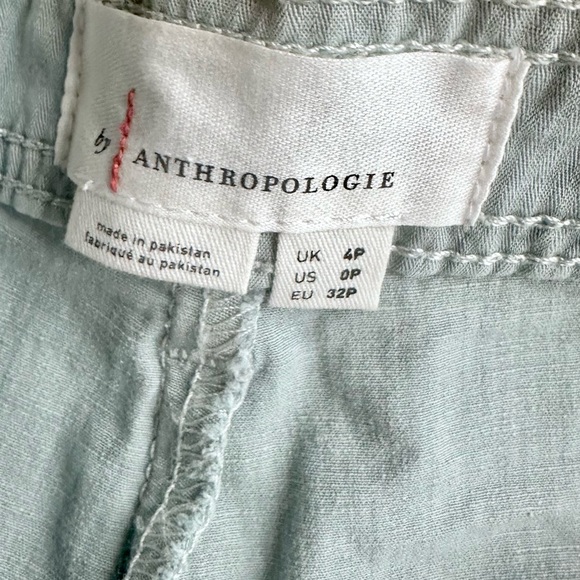 by ANTHROPOLOGIE
made in pakistan
fabriqué au pakistan
UK 4P
US 0P
EU 32P